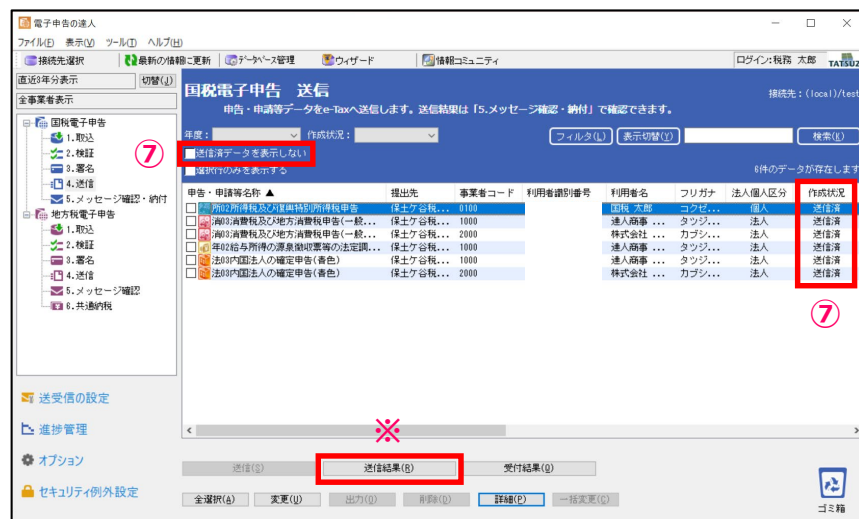 電子申告の達人
ファイル(F) 表示(V) ツール(T) ヘルプ(H)
接続先選択 最新の情報に更新 データベース管理 ウィザード 情報コミュニティ ログイン:税務 太郎 TATSUZ
直近3年分表示 切替(J)
全事業者表示
国税電子申告
1.取込
2.検証
3.署名
4.送信
5.メッセージ確認・納付
地方税電子申告
1.取込
2.検証
3.署名
4.送信
5.メッセージ確認
6.共通納税
送受信の設定
進捗管理
オプション
セキュリティ例外設定
国税電子申告 送信
接続先:(local)/test
申告・申請等データをe-Taxへ送信します。送信結果は「5.メッセージ確認・納付」で確認できます。
年度: 作成状況: フィルタ(L) 表示切替(Y) 検索(K)
⑦
送信済データを表示しない
選択行のみを表示する 6件のデータが存在します
申告・申請等名称 ▲ 提出先 事業者コード 利用者識別番号 利用者名 フリガナ 法人個人区分 作成状況
所02所得税及び復興特別所得税申告 保土ケ谷税... 0100 国税 太郎 コクゼ... 個人 送信済
消03消費税及び地方消費税申告(一般... 保土ケ谷税... 1000 達人商事 ... タツジ... 法人 送信済
消03消費税及び地方消費税申告(一般... 保土ケ谷税... 2000 株式会社 ... カブシ... 法人 送信済
年02給与所得の源泉徴収票等の法定調... 保土ケ谷税... 1000 達人商事 ... タツジ... 法人 送信済
法03内国法人の確定申告(青色) 保土ケ谷税... 1000 達人商事 ... タツジ... 法人 送信済
法03内国法人の確定申告(青色) 保土ケ谷税... 2000 株式会社 ... カブシ... 法人 送信済
⑦
※
送信(S) 送信結果(R) 受付結果(Q)
全選択(A) 変更(U) 出力(O) 削除(D) 詳細(P) 一括変更(C)
ゴミ箱